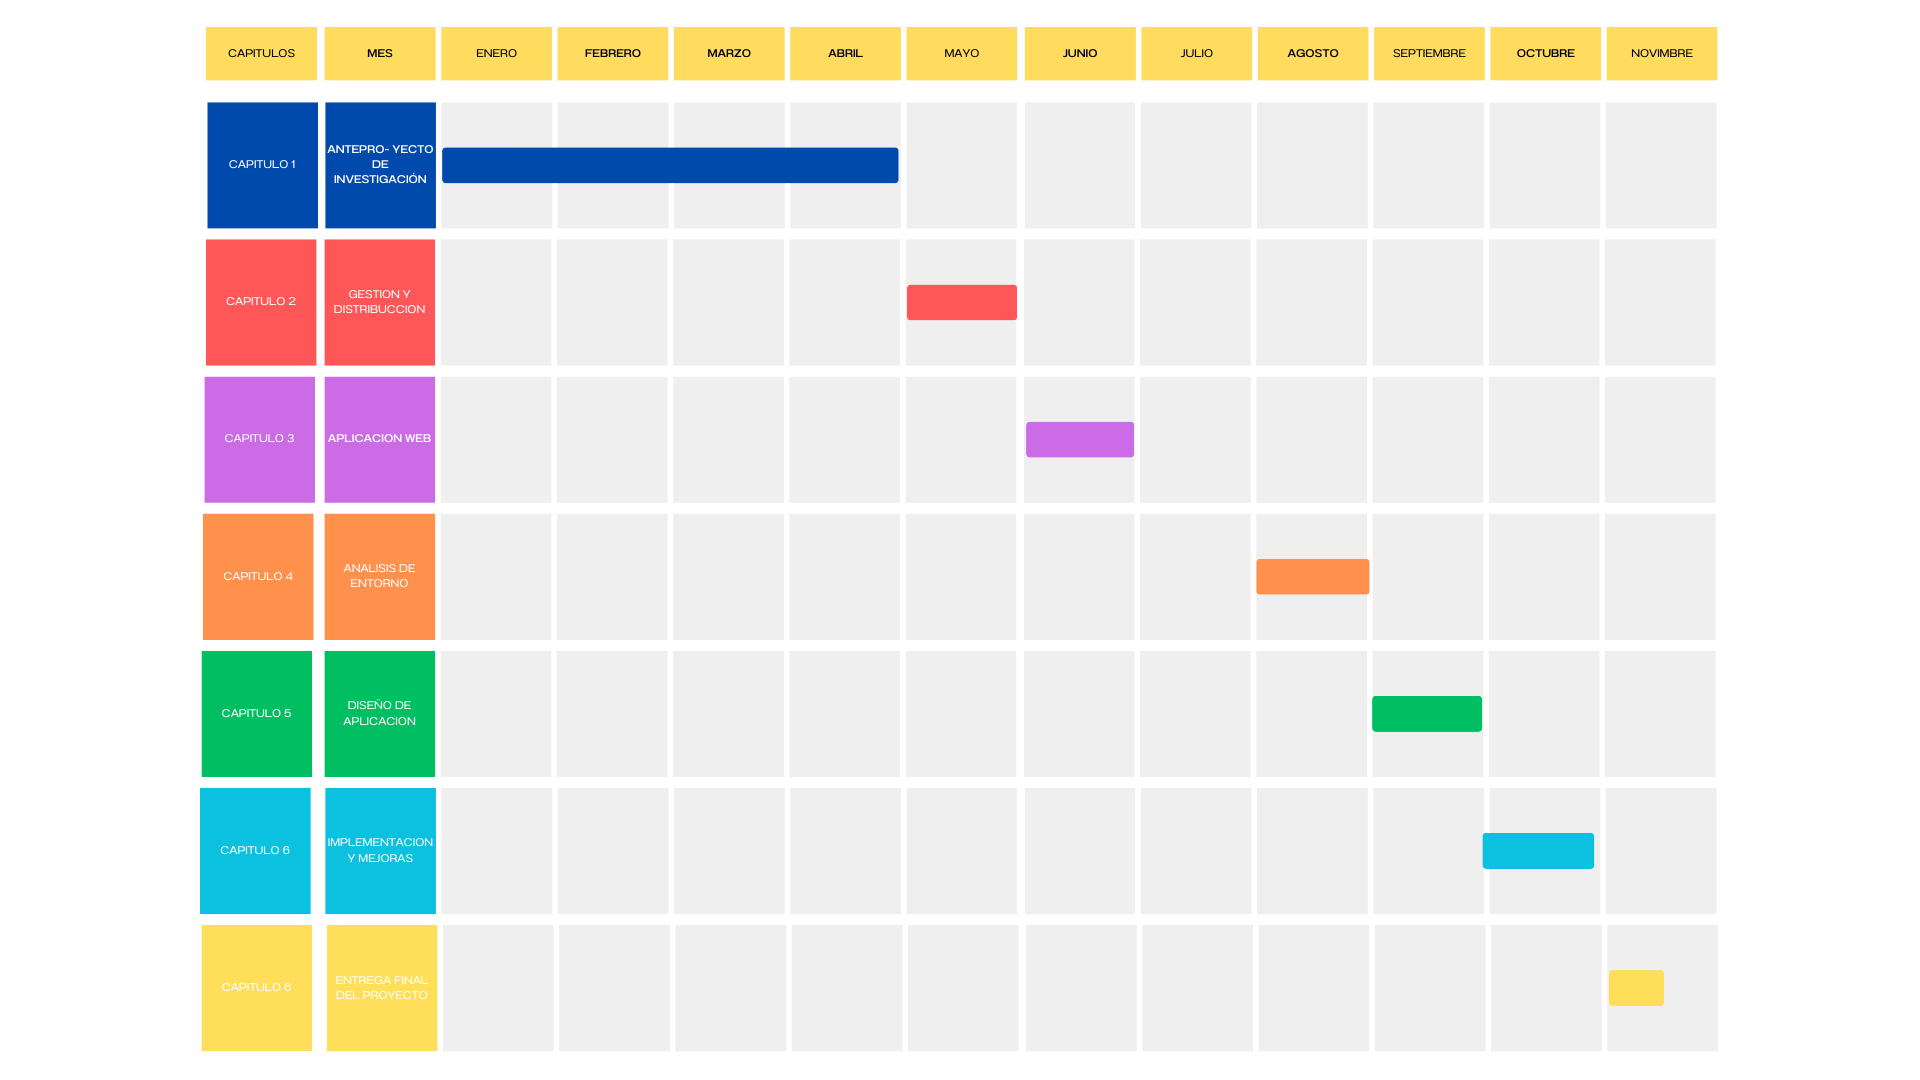 CAPITULOS MES ENERO FEBRERO MARZO ABRIL MAYO JUNIO JULIO AGOSTO SEPTIEMBRE OCTUBRE NOVIMBRE
CAPITULO 1
ANTEPRO- YECTO
DE
INVESTIGACIÓN
CAPITULO 2
GESTION Y
DISTRIBUCCION
CAPITULO 3
APLICACION WEB
CAPITULO 4
ANALISIS DE
ENTORNO
CAPITULO 5
DISEÑO DE
APLICACION
CAPITULO 6
IMPLEMENTACION
Y MEJORAS
CAPITULO 6
ENTREGA FINAL
DEL PROYECTO